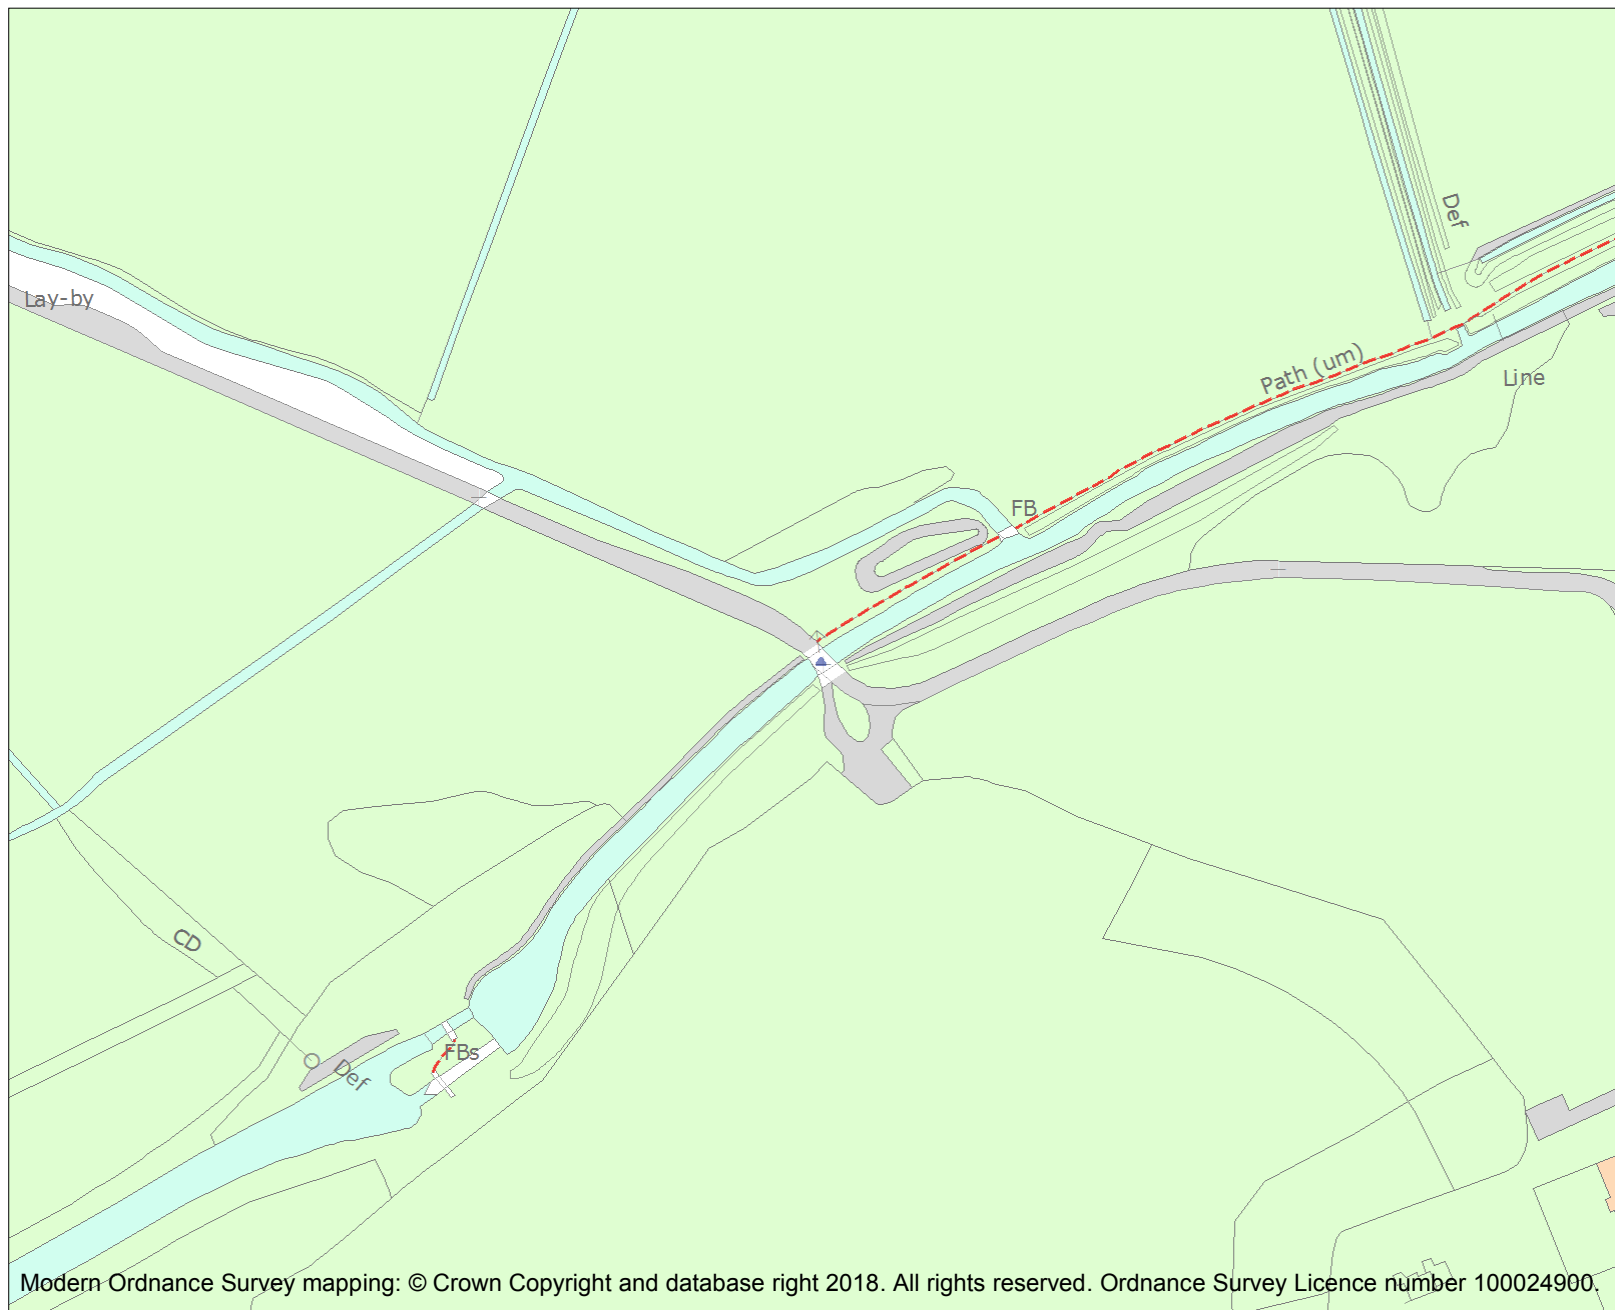 Def
Lay-by
Path (um)
Line
FB
CD
FBs
Def
Modern Ordnance Survey mapping: © Crown Copyright and database right 2018. All rights reserved. Ordnance Survey Licence number 100024900.